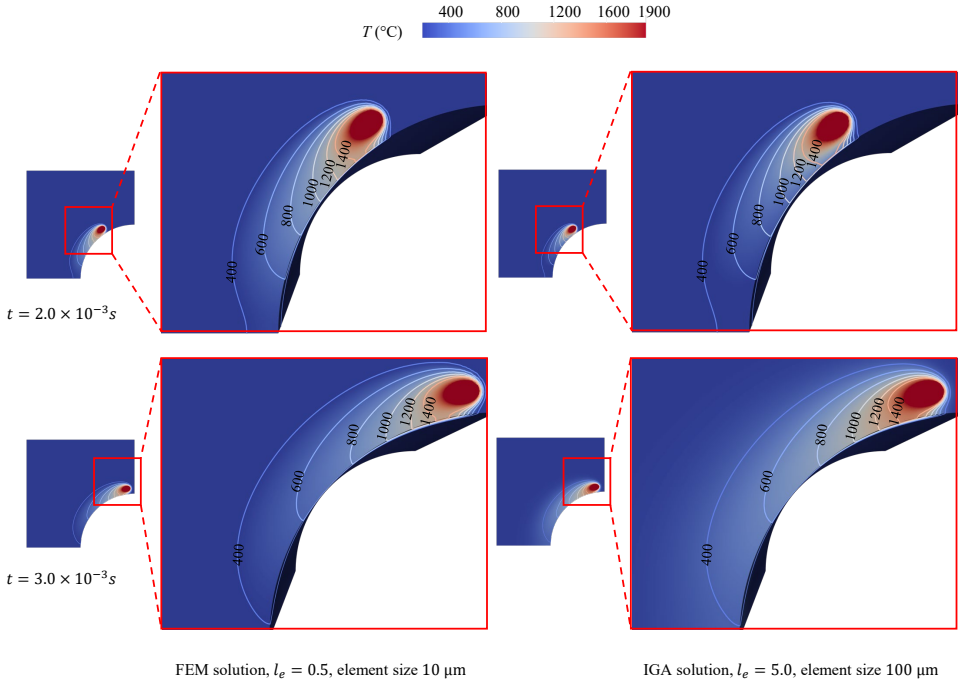 T (°C)
400 800 1200 1600 1900
400 600 800 1000 1200 1400
400 600 800 1000 1200 1400
t = 2.0 × 10⁻³s
400 600 800 1000 1200 1400
400 600 800 1000 1200 1400
t = 3.0 × 10⁻³s
FEM solution, lₑ = 0.5, element size 10 μm
IGA solution, lₑ = 5.0, element size 100 μm